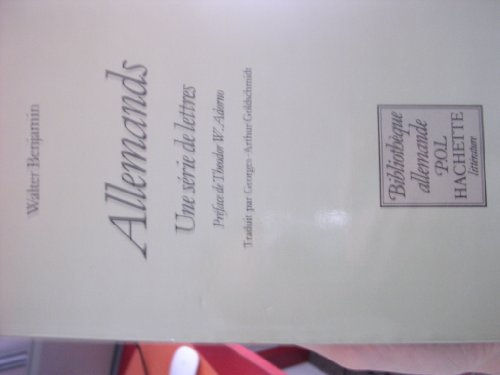 Walter Benjamin
Allemands
Une série de lettres
Préface de Theodor W. Adorno
Traduit par Georges-Arthur Goldschmidt
Bibliothèque
allemande
POL
HACHETTE
littérature